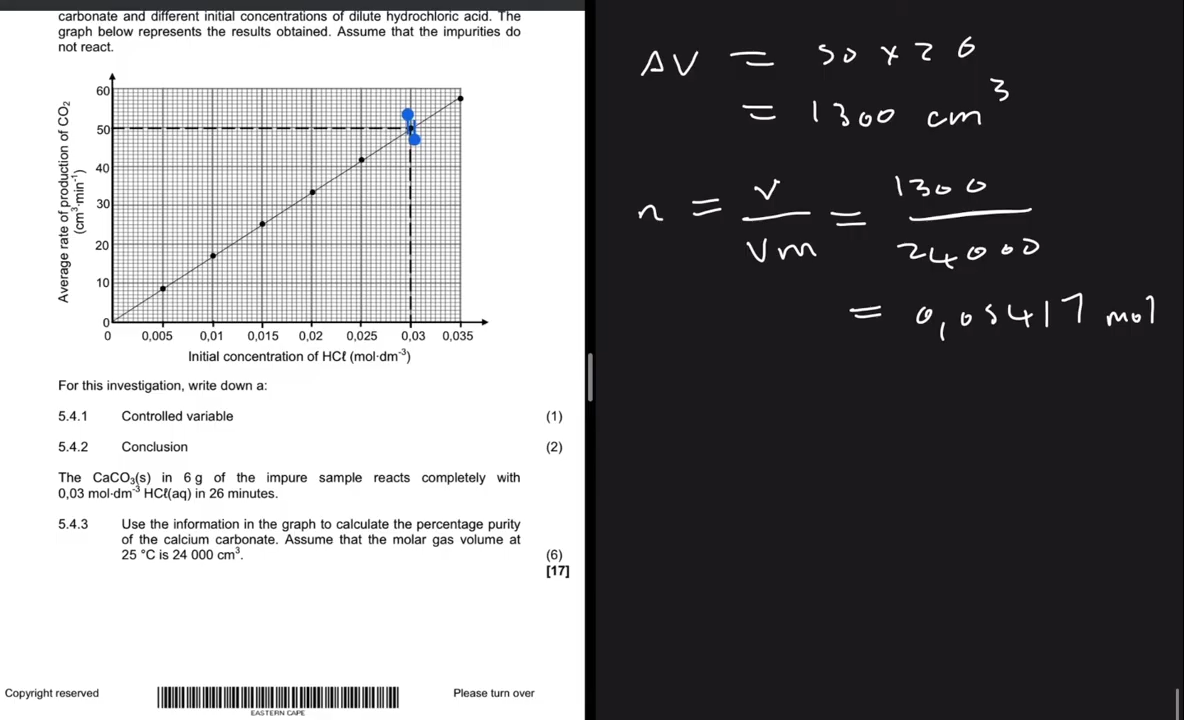 carbonate and different initial concentrations of dilute hydrochloric acid. The
graph below represents the results obtained. Assume that the impurities do
not react.
Average rate of production of CO₂
(cm³·min⁻¹)
60
50
40
30
20
10
0
0 0,005 0,01 0,015 0,02 0,025 0,03 0,035
Initial concentration of HCℓ (mol·dm⁻³)
For this investigation, write down a:
5.4.1 Controlled variable (1)
5.4.2 Conclusion (2)
The CaCO₃(s) in 6 g of the impure sample reacts completely with
0,03 mol·dm⁻³ HCℓ(aq) in 26 minutes.
5.4.3 Use the information in the graph to calculate the percentage purity
of the calcium carbonate. Assume that the molar gas volume at
25 °C is 24 000 cm³. (6)
[17]
Copyright reserved
EASTERN CAPE
Please turn over
ΔV = 50 × 26
= 1300 cm³
n = V/Vm = 1300/24000
= 0,05417 mol